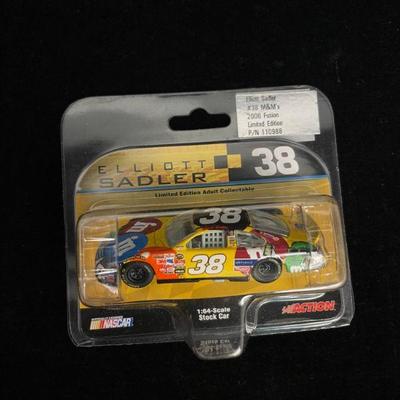 Elliott Sadler
#38 M&M's
2006 Fusion
Limited Edition
P/N 110988
ELLIOTT
SADLER
38
Limited Edition Adult Collectable
38
38
1:64-Scale
Stock Car
NASCAR
ACTION